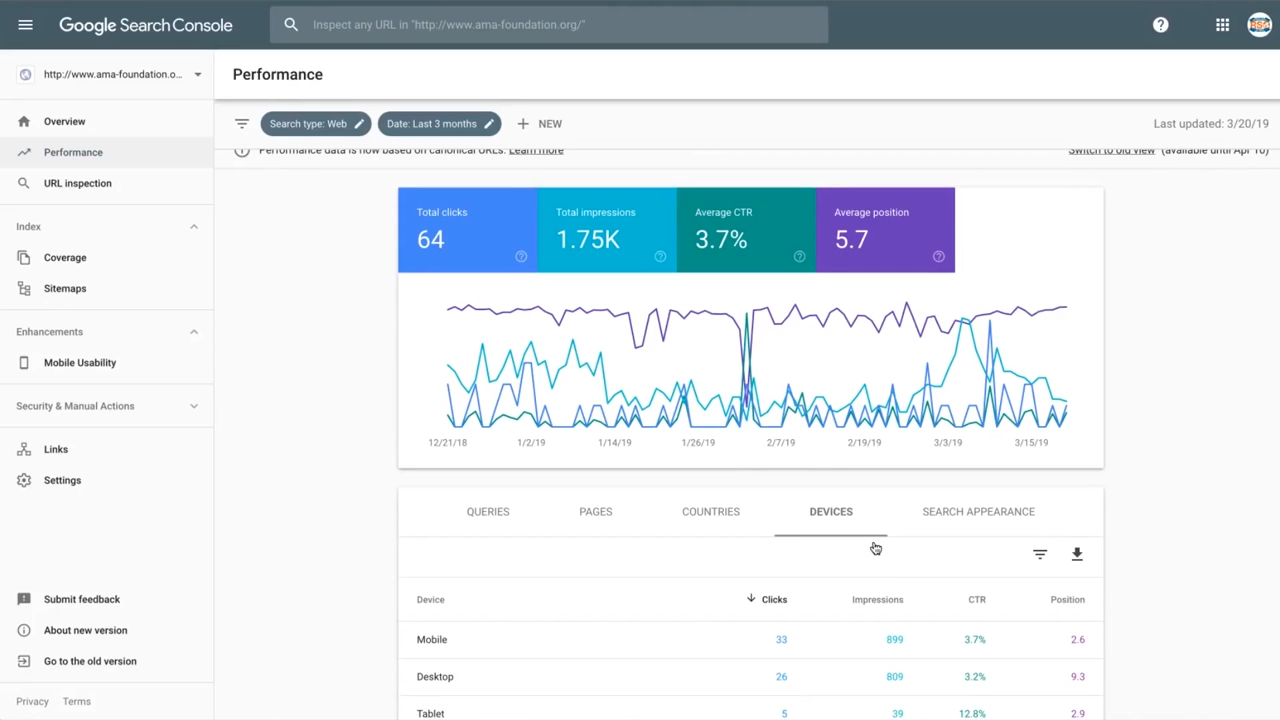 Google Search Console
Inspect any URL in "http://www.ama-foundation.org/"
http://www.ama-foundation.o...
Performance
Overview
Performance
URL inspection
Index
Coverage
Sitemaps
Enhancements
Mobile Usability
Security & Manual Actions
Links
Settings
Submit feedback
About new version
Go to the old version
Privacy Terms
Search type: Web
Date: Last 3 months
NEW
Last updated: 3/20/19
Performance data is now based on canonical URLs. Learn more
Switch to old view (available until Apr 10)
Total clicks
64
Total impressions
1.75K
Average CTR
3.7%
Average position
5.7
12/21/18 1/2/19 1/14/19 1/26/19 2/7/19 2/19/19 3/3/19 3/15/19
QUERIES PAGES COUNTRIES DEVICES SEARCH APPEARANCE
Device Clicks Impressions CTR Position
Mobile 33 899 3.7% 2.6
Desktop 26 809 3.2% 9.3
Tablet 5 39 12.8% 2.9